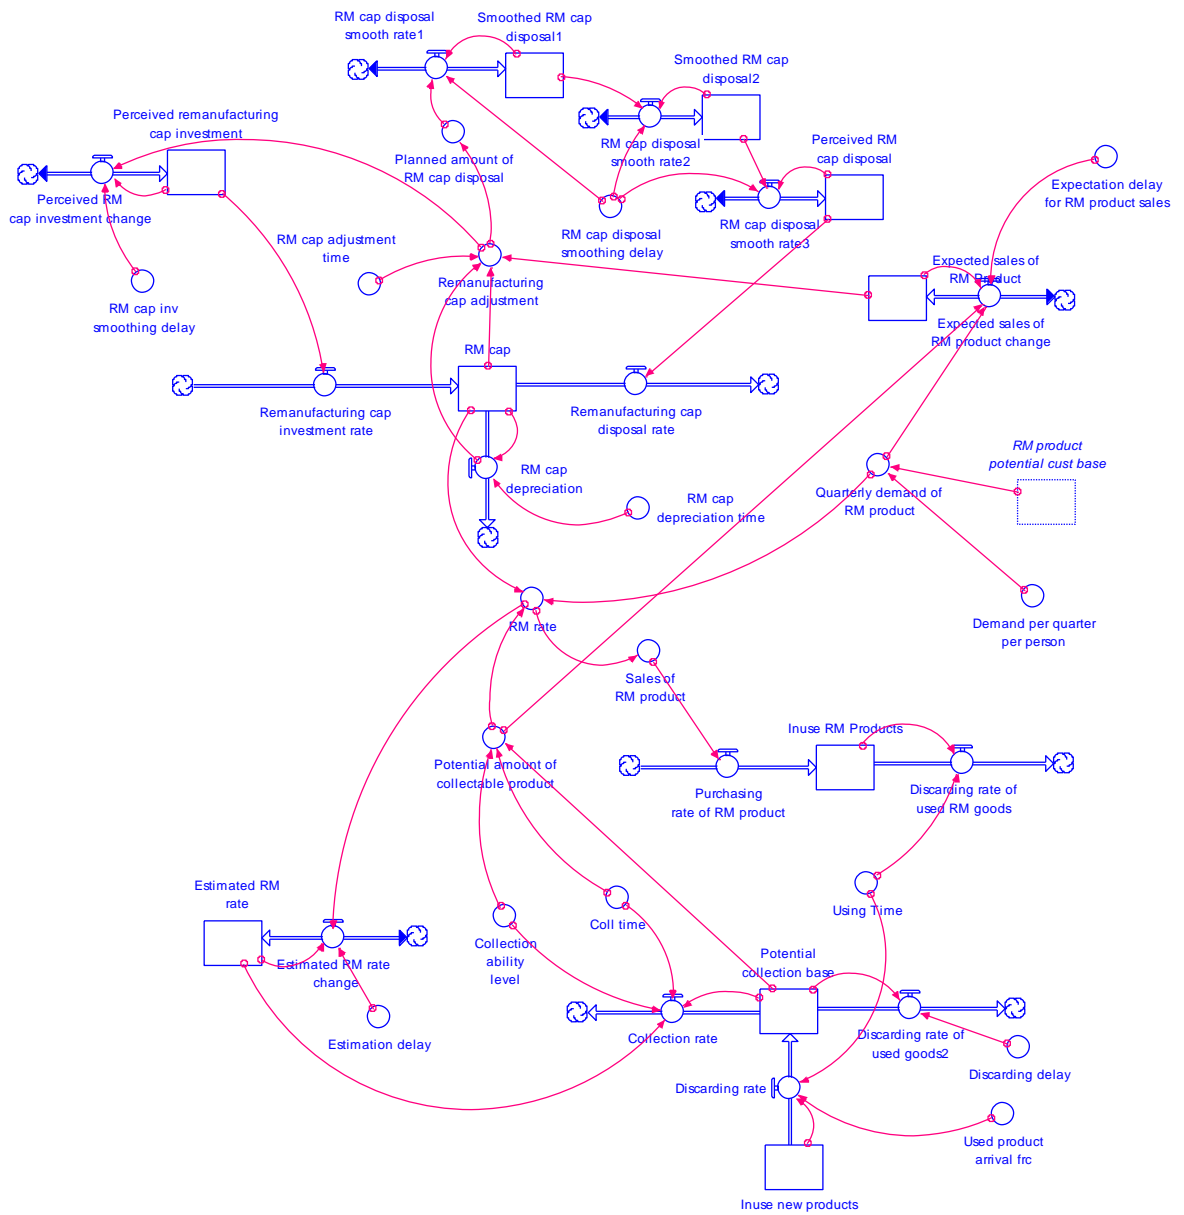 RM cap disposal
smooth rate1
Smoothed RM cap
disposal1
Smoothed RM cap
disposal2
Perceived remanufacturing
cap investment
RM cap disposal
smooth rate2
Perceived RM
cap disposal
Planned amount of
RM cap disposal
Expectation delay
for RM product sales
Perceived RM
cap investment change
RM cap disposal
smooth rate3
RM cap adjustment
time
RM cap disposal
smoothing delay
Remanufacturing
cap adjustment
Expected sales of
RM Product
RM cap inv
smoothing delay
Expected sales of
RM product change
RM cap
Remanufacturing cap
investment rate
Remanufacturing cap
disposal rate
RM product
potential cust base
RM cap
depreciation
Quarterly demand of
RM product
RM cap
depreciation time
RM rate
Demand per quarter
per person
Sales of
RM product
Inuse RM Products
Potential amount of
collectable product
Purchasing
rate of RM product
Discarding rate of
used RM goods
Estimated RM
rate
Using Time
Coll time
Collection
ability
level
Potential
collection base
Estimated RM rate
change
Estimation delay
Collection rate
Discarding rate of
used goods2
Discarding delay
Discarding rate
Used product
arrival frc
Inuse new products